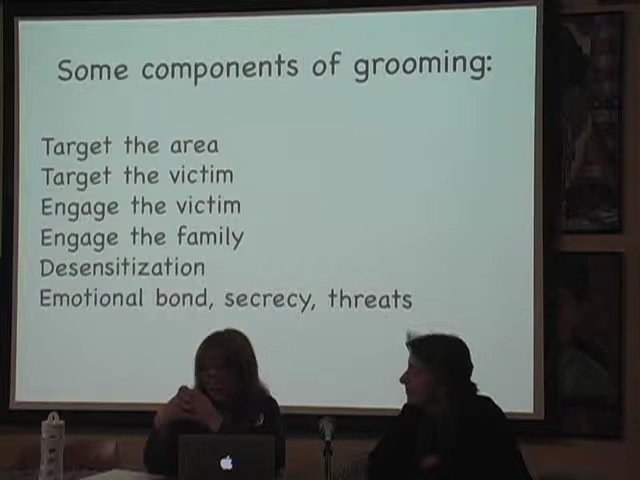 Some components of grooming:
Target the area
Target the victim
Engage the victim
Engage the family
Desensitization
Emotional bond, secrecy, threats